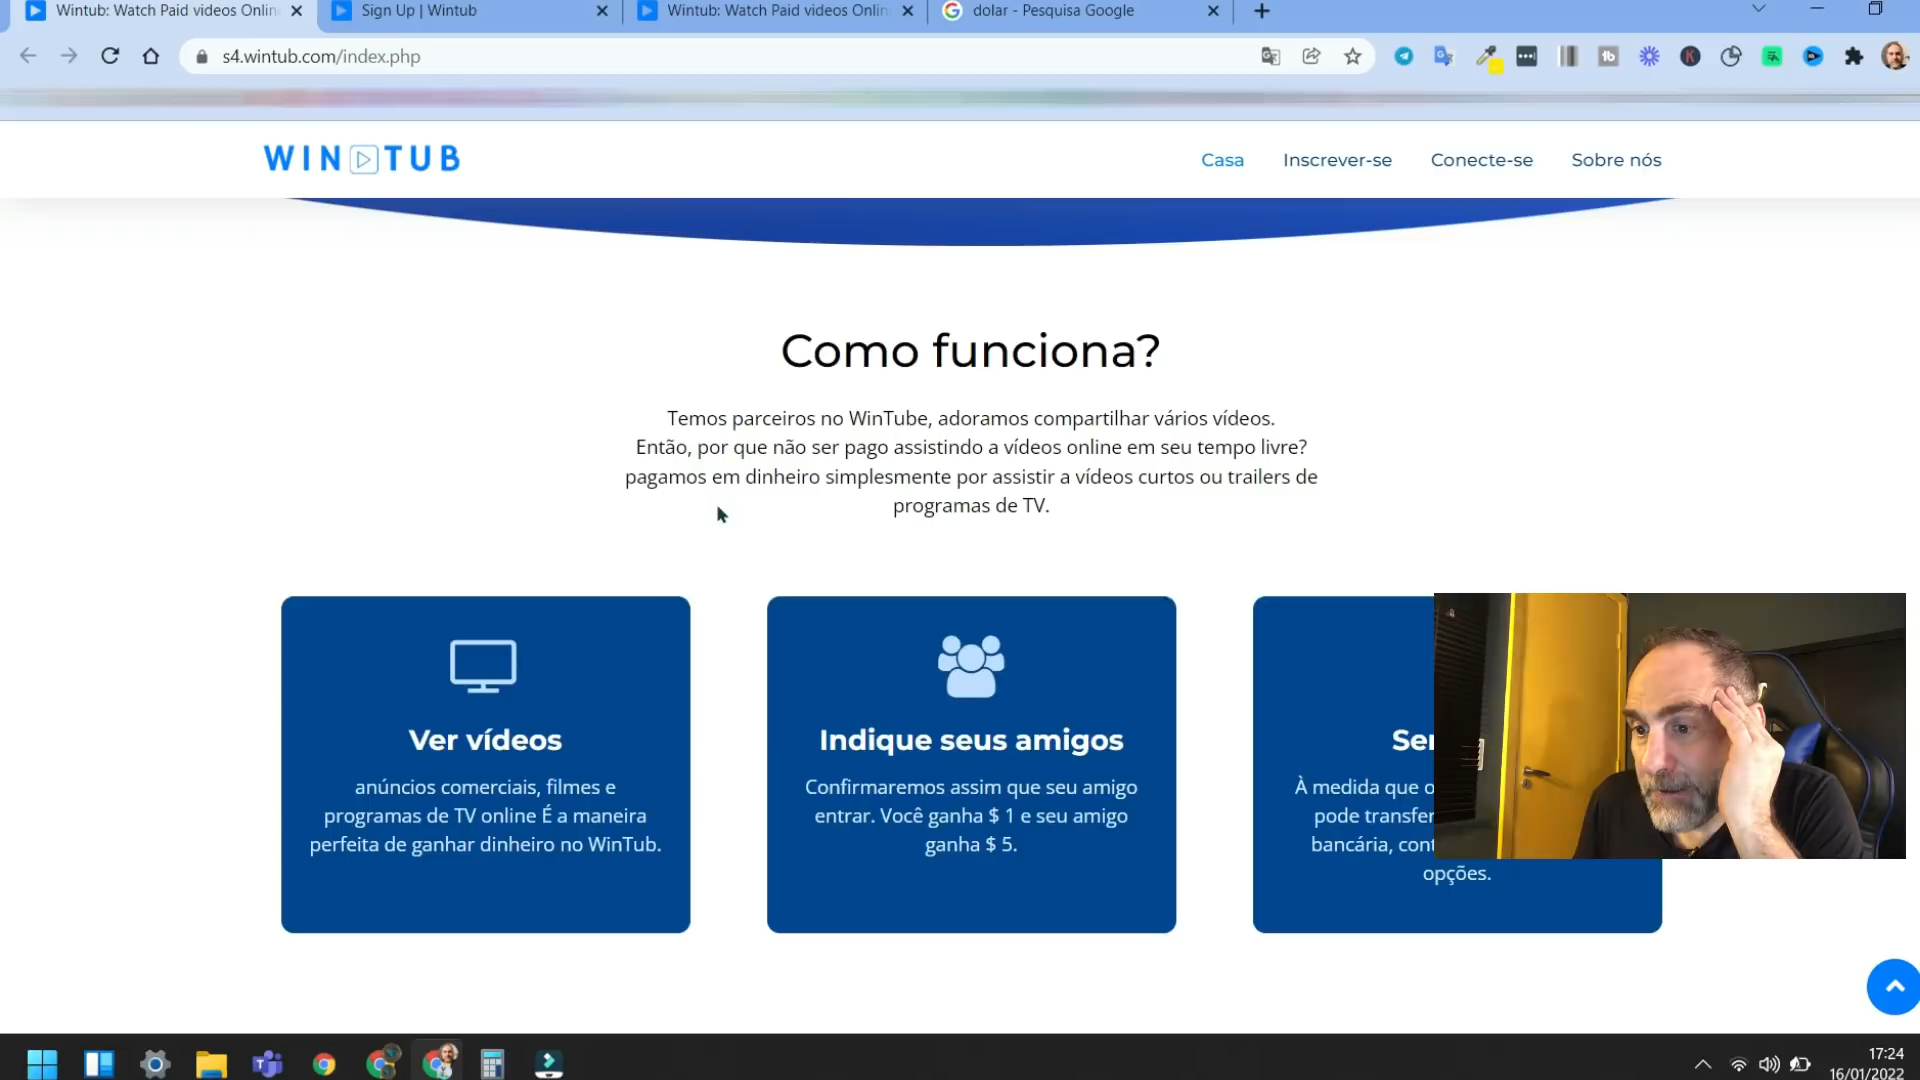 Wintub: Watch Paid videos Onlin
Sign Up | Wintub
Wintub: Watch Paid videos Onlin
dolar - Pesquisa Google
s4.wintub.com/index.php
WIN TUB
Casa
Inscrever-se
Conecte-se
Sobre nós
Como funciona?
Temos parceiros no WinTube, adoramos compartilhar vários vídeos.
Então, por que não ser pago assistindo a vídeos online em seu tempo livre?
pagamos em dinheiro simplesmente por assistir a vídeos curtos ou trailers de
programas de TV.
Ver vídeos
anúncios comerciais, filmes e
programas de TV online É a maneira
perfeita de ganhar dinheiro no WinTub.
Indique seus amigos
Confirmaremos assim que seu amigo
entrar. Você ganha $ 1 e seu amigo
ganha $ 5.
Ser
À medida que o
pode transfer
bancária, cont
opções.
17:24
16/01/2022